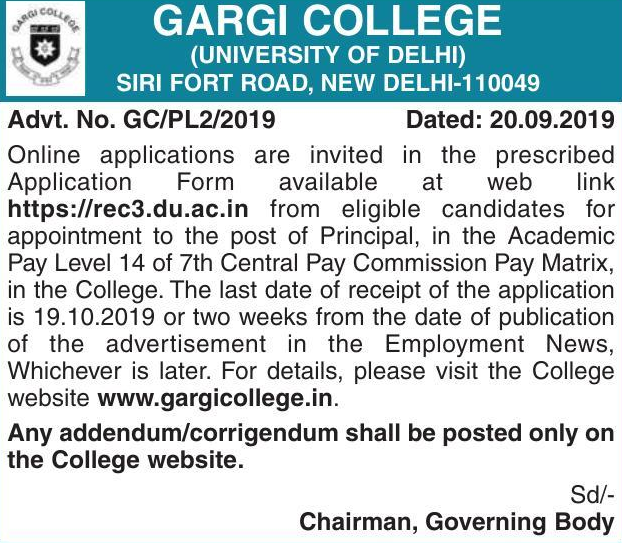 GARGI COLLEGE
GARGI COLLEGE
(UNIVERSITY OF DELHI)
SIRI FORT ROAD, NEW DELHI-110049
Advt. No. GC/PL2/2019 Dated: 20.09.2019
Online applications are invited in the prescribed
Application Form available at web link
https://rec3.du.ac.in from eligible candidates for
appointment to the post of Principal, in the Academic
Pay Level 14 of 7th Central Pay Commission Pay Matrix,
in the College. The last date of receipt of the application
is 19.10.2019 or two weeks from the date of publication
of the advertisement in the Employment News,
Whichever is later. For details, please visit the College
website www.gargicollege.in.
Any addendum/corrigendum shall be posted only on
the College website.
Sd/-
Chairman, Governing Body